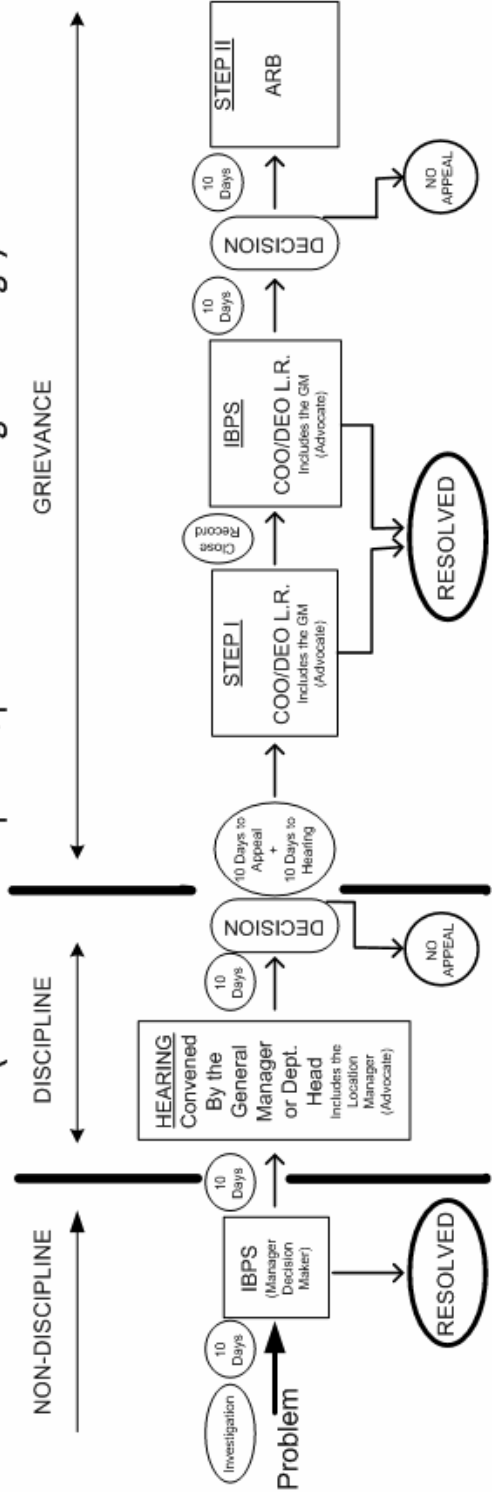 NON-DISCIPLINE
DISCIPLINE
GRIEVANCE
Investigation
10
Days
Problem
IBPS
(Manager
Decision
Maker)
RESOLVED
10
Days
HEARING
Convened
By the
General
Manager
or Dept.
Head
Includes the
Location
Manager
(Advocate)
10
Days
DECISION
NO
APPEAL
10 Days to
Appeal
+
10 Days to
Hearing
STEP I
COO/DEO L.R.
Includes the GM
(Advocate)
Close
Record
IBPS
COO/DEO L.R.
Includes the GM
(Advocate)
RESOLVED
10
Days
DECISION
NO
APPEAL
10
Days
STEP II
ARB